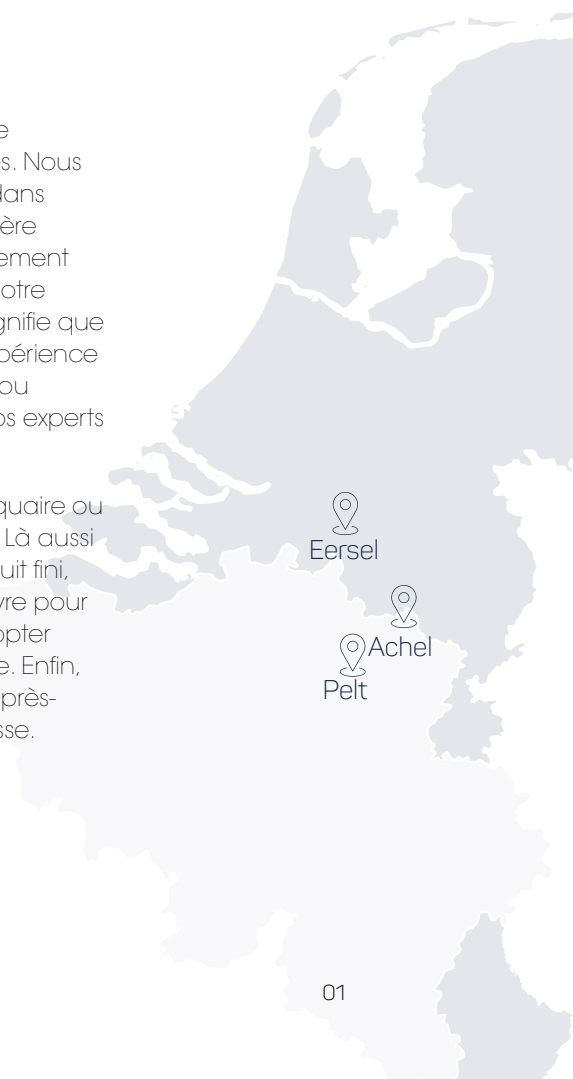 e
s. Nous
dans
ère
ement
otre
gnifie que
périence
ou
os experts
quaire ou
Là aussi
uit fini,
vre pour
opter
e. Enfin,
près-
sse.
Eersel
Achel
Pelt
01